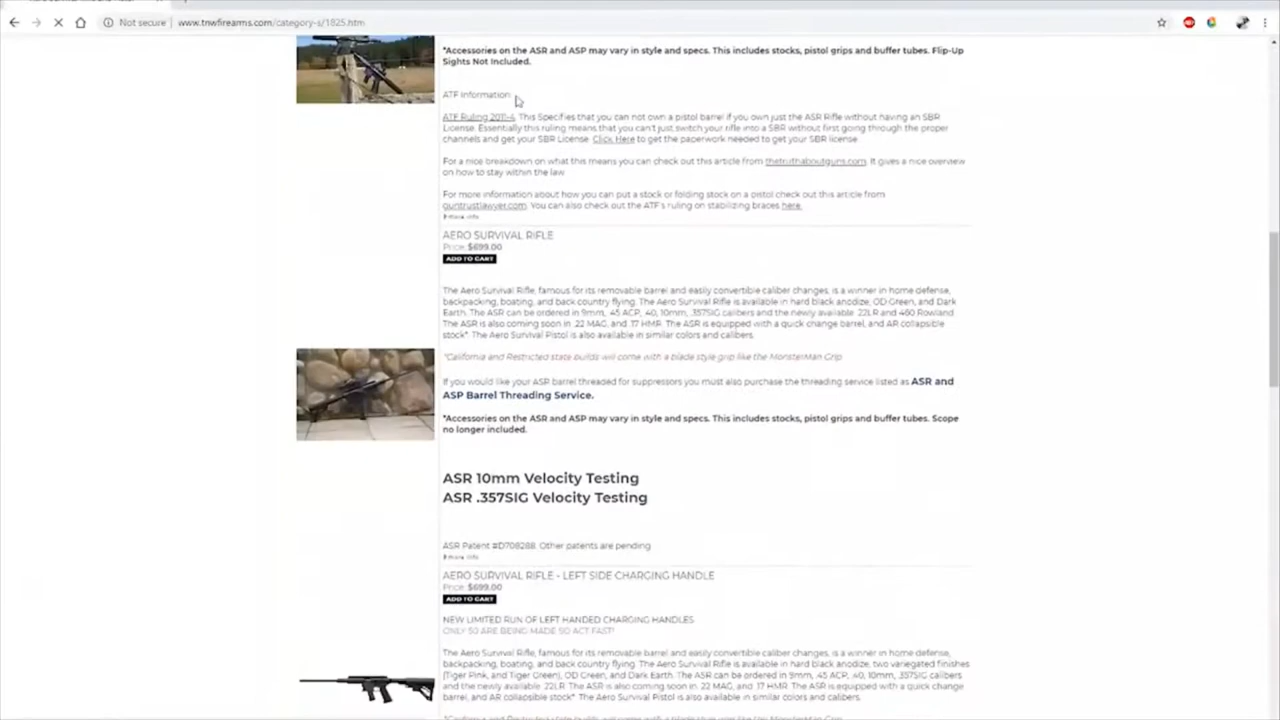 Not secure | www.tnwfirearms.com/category-s/1825.htm
*Accessories on the ASR and ASP may vary in style and specs. This includes stocks, pistol grips and buffer tubes. Flip-Up
Sights Not Included.
ATF Information:
ATF Ruling 2011-4, This Specifies that you can not own a pistol barrel if you own just the ASR Rifle without having an SBR
License. Essentially this ruling means that you can't just switch your rifle into a SBR without first going through the proper
channels and get your SBR License. Click Here to get the paperwork needed to get your SBR license
For a nice breakdown on what this means you can check out this article from thetruthaboutguns.com. It gives a nice overview
on how to stay within the law
For more information about how you can put a stock or folding stock on a pistol check out this article from
guntrustlawyer.com. You can also check out the ATF's ruling on stabilizing braces here.
more info
AERO SURVIVAL RIFLE
Price: $699.00
ADD TO CART
The Aero Survival Rifle, famous for its removable barrel and easily convertible caliber changes, is a winner in home defense,
backpacking, boating, and back country flying. The Aero Survival Rifle is available in hard black anodize, OD Green, and Dark
Earth. The ASR can be ordered in 9mm, .45 ACP, .40, 10mm, .357SIG calibers and the newly available .22LR and 460 Rowland.
The ASR is also coming soon in .22 MAG, and .17 HMR. The ASR is equipped with a quick change barrel, and AR collapsible
stock*. The Aero Survival Pistol is also available in similar colors and calibers.
*California and Restricted state builds will come with a blade style grip like the MonsterMan Grip
If you would like your ASR barrel threaded for suppressors you must also purchase the threading service listed as ASR and
ASP Barrel Threading Service.
*Accessories on the ASR and ASP may vary in style and specs. This includes stocks, pistol grips and buffer tubes. Scope
no longer included.
ASR 10mm Velocity Testing
ASR .357SIG Velocity Testing
ASR Patent #D708288. Other patents are pending
more info
AERO SURVIVAL RIFLE - LEFT SIDE CHARGING HANDLE
Price: $699.00
ADD TO CART
NEW LIMITED RUN OF LEFT HANDED CHARGING HANDLES
ONLY 50 ARE BEING MADE SO ACT FAST!
The Aero Survival Rifle, famous for its removable barrel and easily convertible caliber changes, is a winner in home defense,
backpacking, boating, and back country flying. The Aero Survival Rifle is available in hard black anodize, two variegated finishes
(Tiger Pink, and Tiger Green), OD Green, and Dark Earth. The ASR can be ordered in 9mm, .45 ACP, .40, 10mm, .357SIG calibers
and the newly available .22LR. The ASR is also coming soon in .22 MAG, and .17 HMR. The ASR is equipped with a quick change
barrel, and AR collapsible stock*. The Aero Survival Pistol is also available in similar colors and calibers.